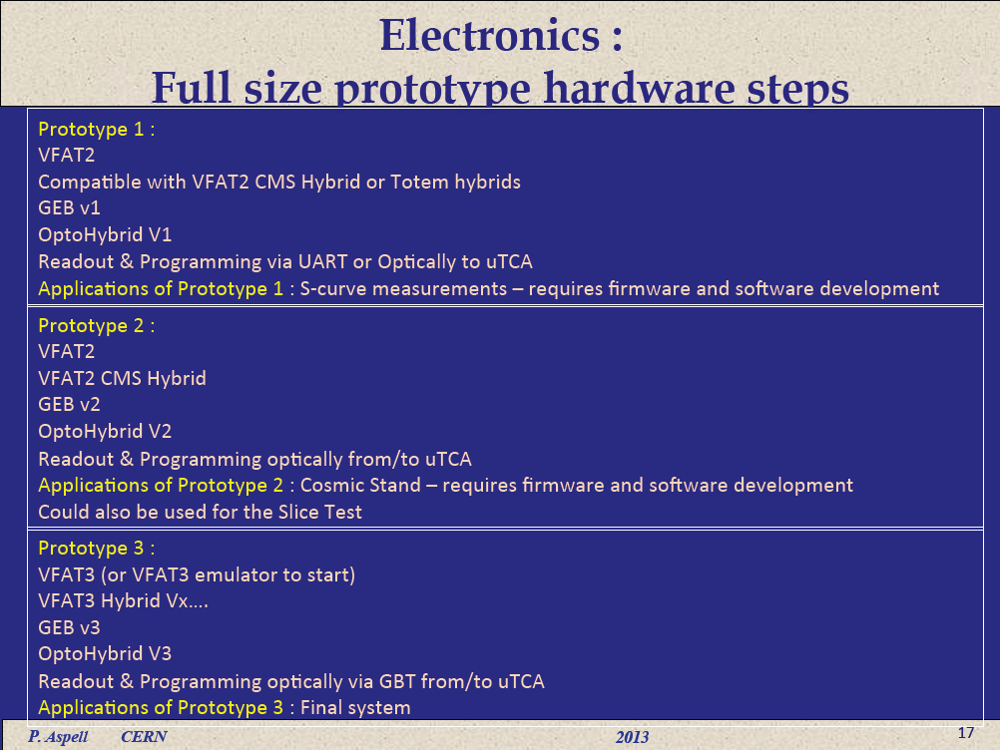 Electronics :
Full size prototype hardware steps
Prototype 1 :
VFAT2
Compatible with VFAT2 CMS Hybrid or Totem hybrids
GEB v1
OptoHybrid V1
Readout & Programming via UART or Optically to uTCA
Applications of Prototype 1 : S-curve measurements – requires firmware and software development
Prototype 2 :
VFAT2
VFAT2 CMS Hybrid
GEB v2
OptoHybrid V2
Readout & Programming optically from/to uTCA
Applications of Prototype 2 : Cosmic Stand – requires firmware and software development
Could also be used for the Slice Test
Prototype 3 :
VFAT3 (or VFAT3 emulator to start)
VFAT3 Hybrid Vx....
GEB v3
OptoHybrid V3
Readout & Programming optically via GBT from/to uTCA
Applications of Prototype 3 : Final system
P. Aspell CERN 2013 17